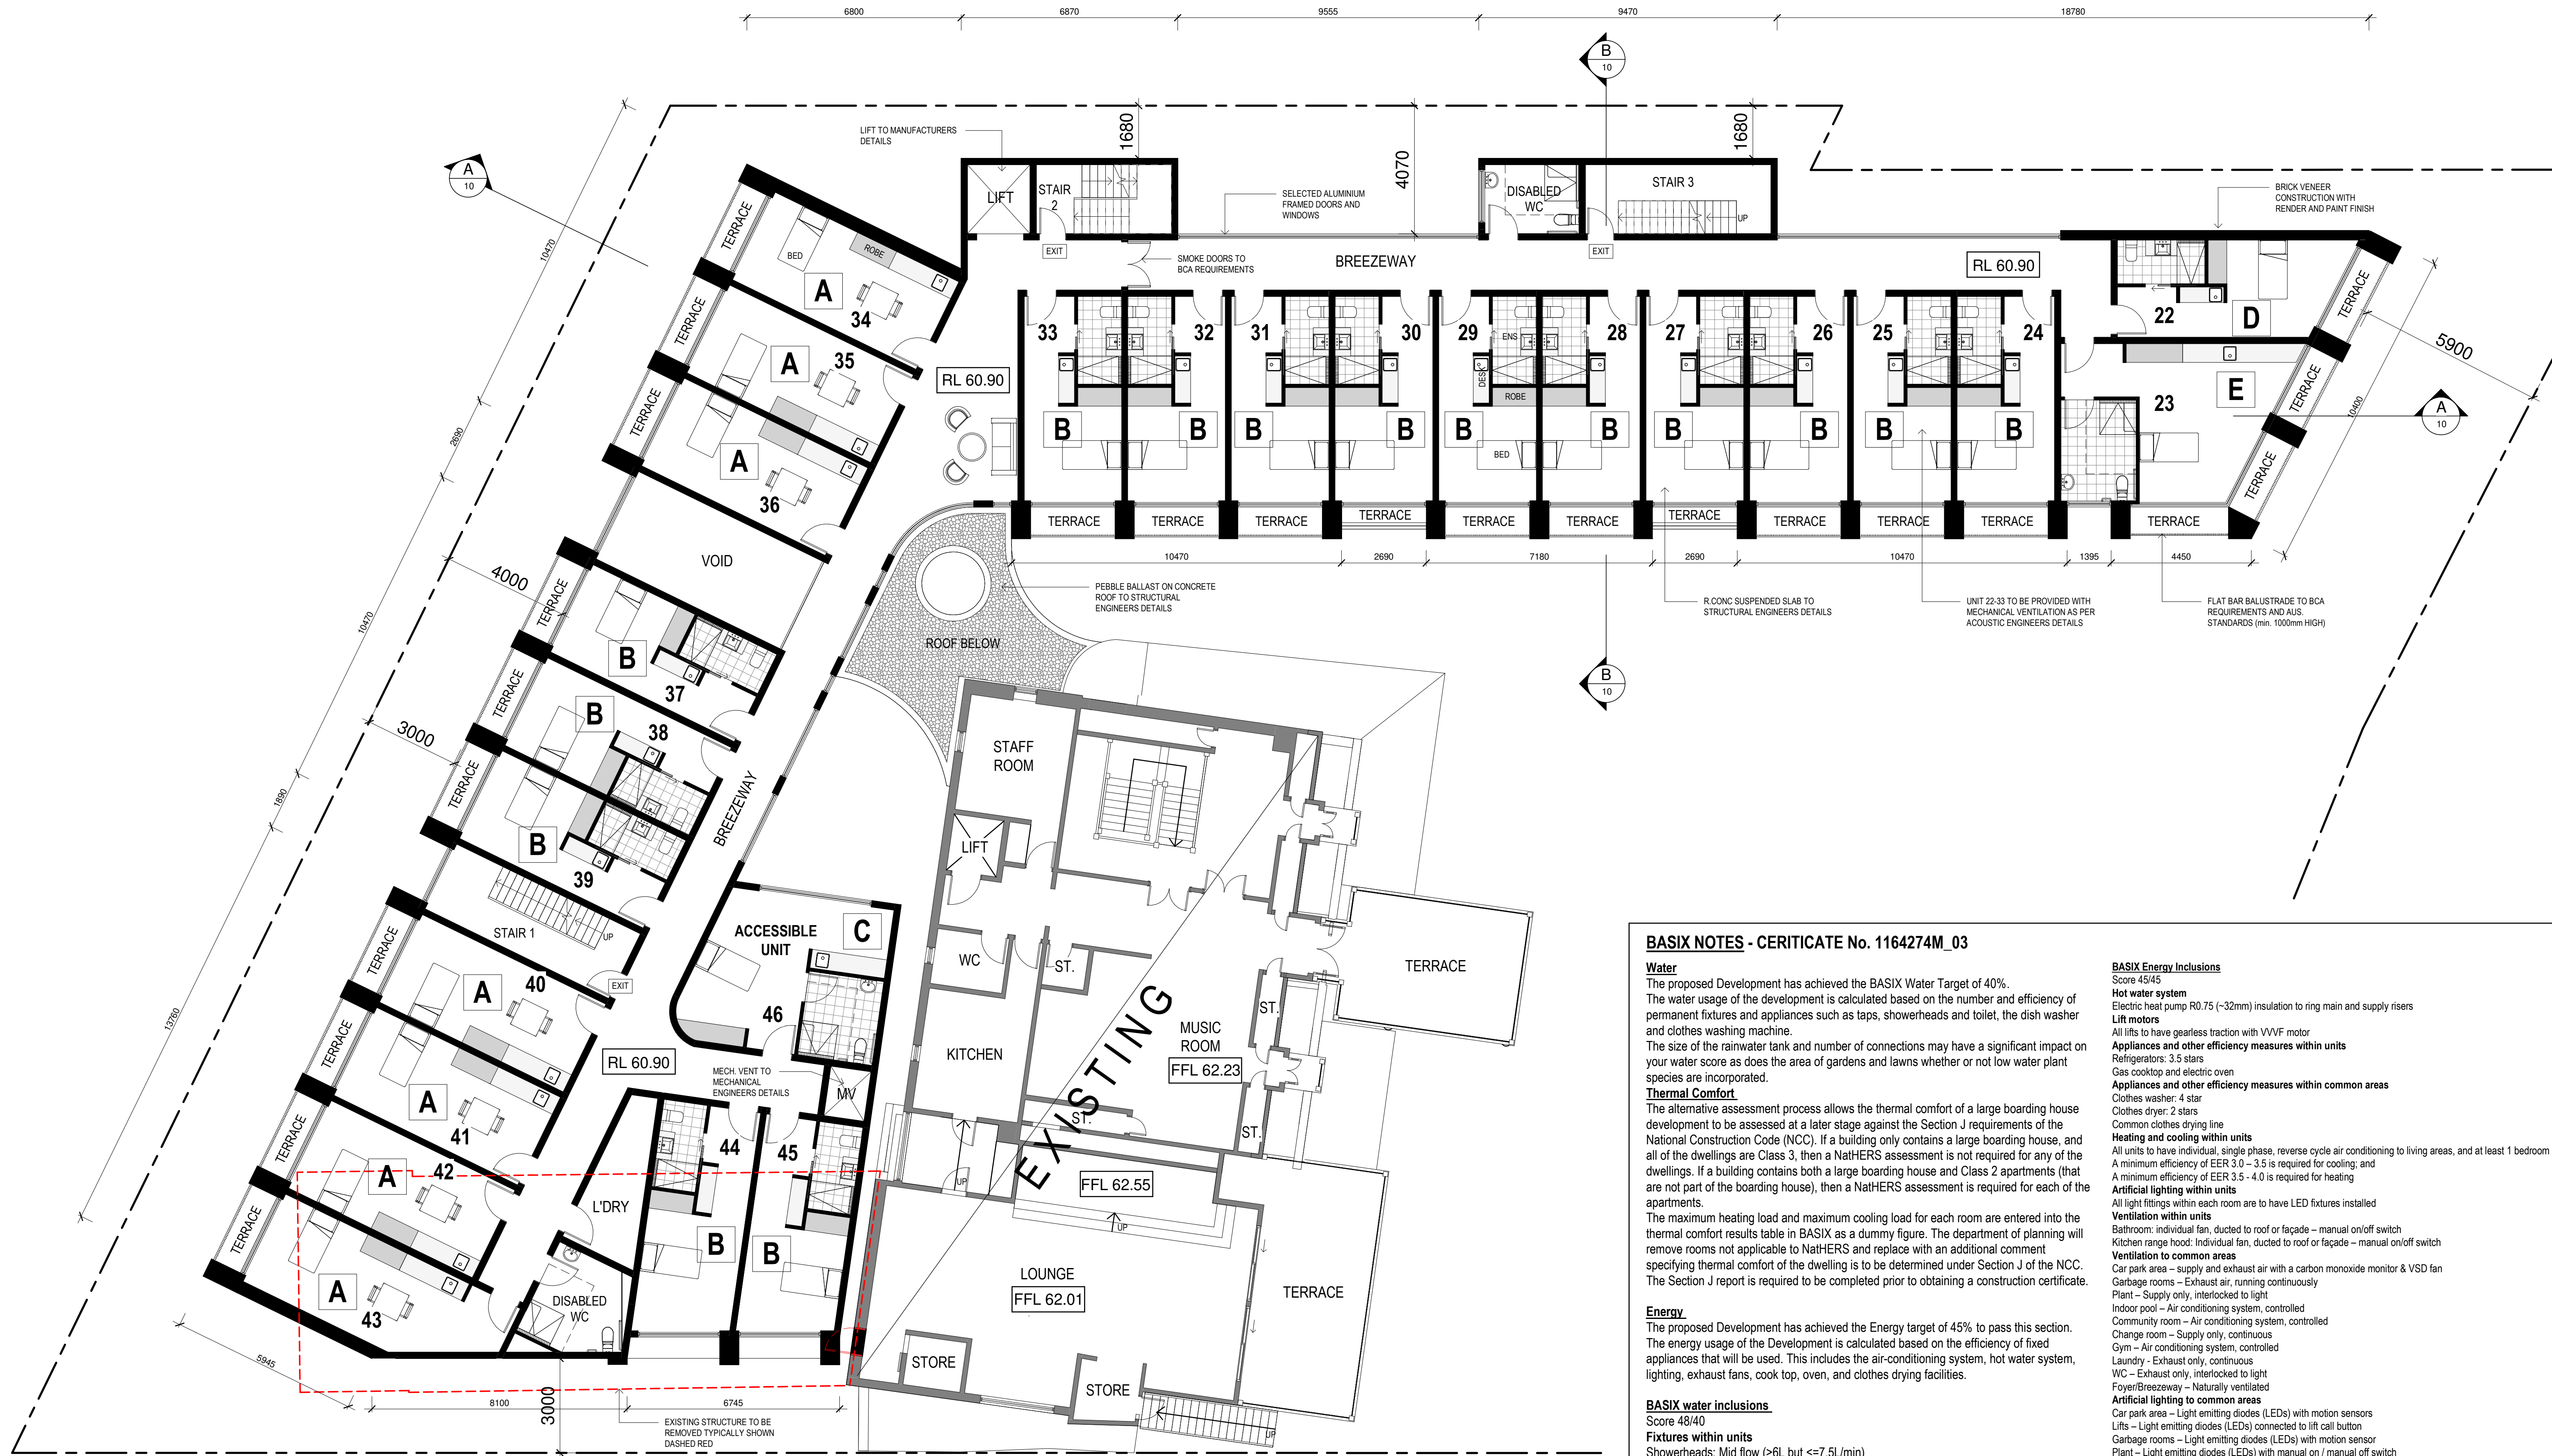 6800
6870
9555
9470
18780
B
10
LIFT TO MANUFACTURERS
DETAILS
1680
4070
1680
A
10
10470
LIFT
STAIR
2
EXIT
SELECTED ALUMINIUM
FRAMED DOORS AND
WINDOWS
DISABLED
WC
STAIR 3
UP
EXIT
BRICK VENEER
CONSTRUCTION WITH
RENDER AND PAINT FINISH
SMOKE DOORS TO
BCA REQUIREMENTS
BREEZEWAY
RL 60.90
TERRACE
BED
ROBE
A
34
TERRACE
A
35
RL 60.90
TERRACE
A
36
33
32
31
30
29
ENS
28
27
26
25
24
DESK
ROBE
BED
B
B
B
B
B
B
B
B
B
B
22
D
TERRACE
5900
23
E
TERRACE
10400
A
10
TERRACE
TERRACE
TERRACE
TERRACE
TERRACE
TERRACE
TERRACE
TERRACE
TERRACE
TERRACE
TERRACE
TERRACE
10470
2690
7180
2690
10470
1395
4450
2690
4000
VOID
PEBBLE BALLAST ON CONCRETE
ROOF TO STRUCTURAL
ENGINEERS DETAILS
R.CONC SUSPENDED SLAB TO
STRUCTURAL ENGINEERS DETAILS
UNIT 22-33 TO BE PROVIDED WITH
MECHANICAL VENTILATION AS PER
ACOUSTIC ENGINEERS DETAILS
FLAT BAR BALUSTRADE TO BCA
REQUIREMENTS AND AUS.
STANDARDS (min. 1000mm HIGH)
ROOF BELOW
B
10
10470
TERRACE
B
37
TERRACE
B
38
3000
TERRACE
B
39
BREEZEWAY
1890
STAIR 1
UP
EXIT
13760
TERRACE
A
40
TERRACE
A
41
TERRACE
A
42
TERRACE
A
43
5945
RL 60.90
ACCESSIBLE
UNIT
C
46
MECH. VENT TO
MECHANICAL
ENGINEERS DETAILS
MV
44
45
B
B
L'DRY
DISABLED
WC
8100
6745
3000
EXISTING STRUCTURE TO BE
REMOVED TYPICALLY SHOWN
DASHED RED
STAFF
ROOM
LIFT
WC
ST.
KITCHEN
EXISTING
MUSIC
ROOM
FFL 62.23
ST.
ST.
ST.
TERRACE
UP
FFL 62.55
UP
LOUNGE
FFL 62.01
TERRACE
STORE
STORE
UP
BASIX NOTES - CERITICATE No. 1164274M_03
Water
The proposed Development has achieved the BASIX Water Target of 40%.
The water usage of the development is calculated based on the number and efficiency of
permanent fixtures and appliances such as taps, showerheads and toilet, the dish washer
and clothes washing machine.
The size of the rainwater tank and number of connections may have a significant impact on
your water score as does the area of gardens and lawns whether or not low water plant
species are incorporated.
Thermal Comfort
The alternative assessment process allows the thermal comfort of a large boarding house
development to be assessed at a later stage against the Section J requirements of the
National Construction Code (NCC). If a building only contains a large boarding house, and
all of the dwellings are Class 3, then a NatHERS assessment is not required for any of the
dwellings. If a building contains both a large boarding house and Class 2 apartments (that
are not part of the boarding house), then a NatHERS assessment is required for each of the
apartments.
The maximum heating load and maximum cooling load for each room are entered into the
thermal comfort results table in BASIX as a dummy figure. The department of planning will
remove rooms not applicable to NatHERS and replace with an additional comment
specifying thermal comfort of the dwelling is to be determined under Section J of the NCC.
The Section J report is required to be completed prior to obtaining a construction certificate.
Energy
The proposed Development has achieved the Energy target of 45% to pass this section.
The energy usage of the Development is calculated based on the efficiency of fixed
appliances that will be used. This includes the air-conditioning system, hot water system,
lighting, exhaust fans, cook top, oven, and clothes drying facilities.
BASIX water inclusions
Score 48/40
Fixtures within units
Showerheads: Mid flow (>6L but <=7.5L/min)
BASIX Energy Inclusions
Score 45/45
Hot water system
Electric heat pump R0.75 (~32mm) insulation to ring main and supply risers
Lift motors
All lifts to have gearless traction with VVVF motor
Appliances and other efficiency measures within units
Refrigerators: 3.5 stars
Gas cooktop and electric oven
Appliances and other efficiency measures within common areas
Clothes washer: 4 star
Clothes dryer: 2 stars
Common clothes drying line
Heating and cooling within units
All units to have individual, single phase, reverse cycle air conditioning to living areas, and at least 1 bedroom
A minimum efficiency of EER 3.0 – 3.5 is required for cooling; and
A minimum efficiency of EER 3.5 - 4.0 is required for heating
Artificial lighting within units
All light fittings within each room are to have LED fixtures installed
Ventilation within units
Bathroom: individual fan, ducted to roof or façade – manual on/off switch
Kitchen range hood: Individual fan, ducted to roof or façade – manual on/off switch
Ventilation to common areas
Car park area – supply and exhaust air with a carbon monoxide monitor & VSD fan
Garbage rooms – Exhaust air, running continuously
Plant – Supply only, interlocked to light
Indoor pool – Air conditioning system, controlled
Community room – Air conditioning system, controlled
Change room – Supply only, continuous
Gym – Air conditioning system, controlled
Laundry - Exhaust only, continuous
WC – Exhaust only, interlocked to light
Foyer/Breezeway – Naturally ventilated
Artificial lighting to common areas
Car park area – Light emitting diodes (LEDs) with motion sensors
Lifts – Light emitting diodes (LEDs) connected to lift call button
Garbage rooms – Light emitting diodes (LEDs) with motion sensor
Plant – Light emitting diodes (LEDs) with manual on / manual off switch